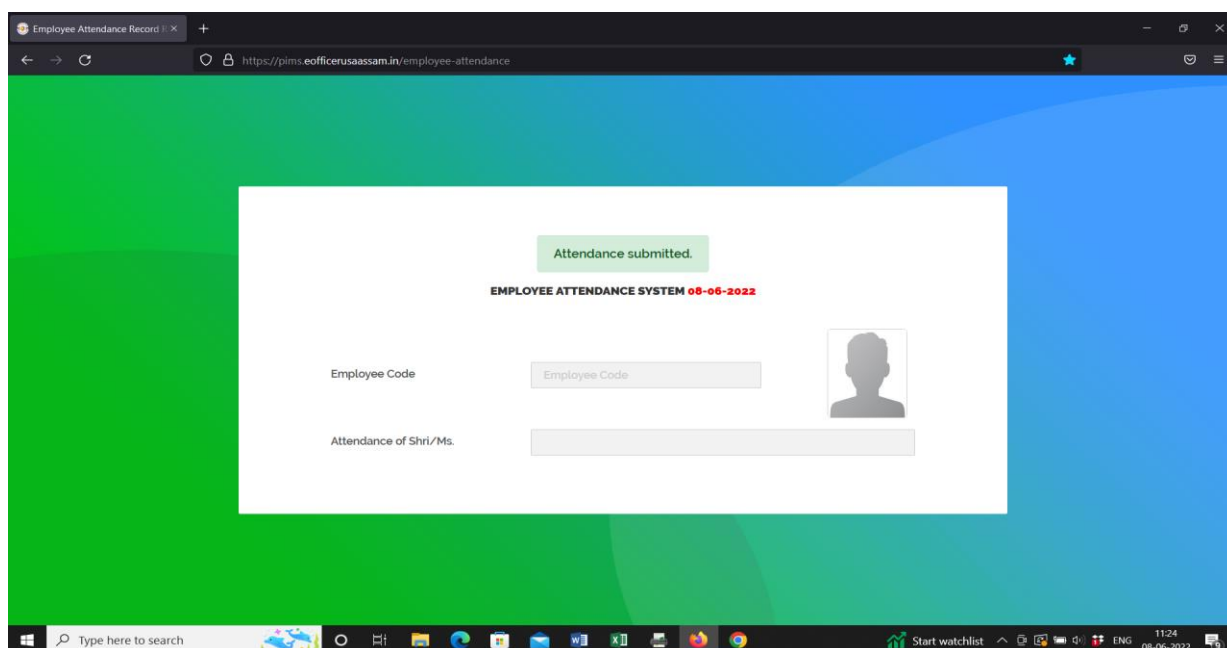 Employee Attendance Record R
https://pims.eofficerusaassam.in/employee-attendance
Attendance submitted.
EMPLOYEE ATTENDANCE SYSTEM 08-06-2022
Employee Code
Employee Code
Attendance of Shri/Ms.
Type here to search
Start watchlist
ENG
11:24
08-06-2022